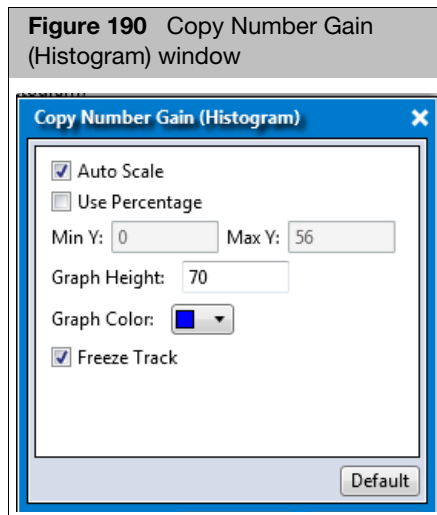 Figure 190 Copy Number Gain
(Histogram) window
Copy Number Gain (Histogram)
Auto Scale
Use Percentage
Min Y: 0 Max Y: 56
Graph Height: 70
Graph Color:
Freeze Track
Default